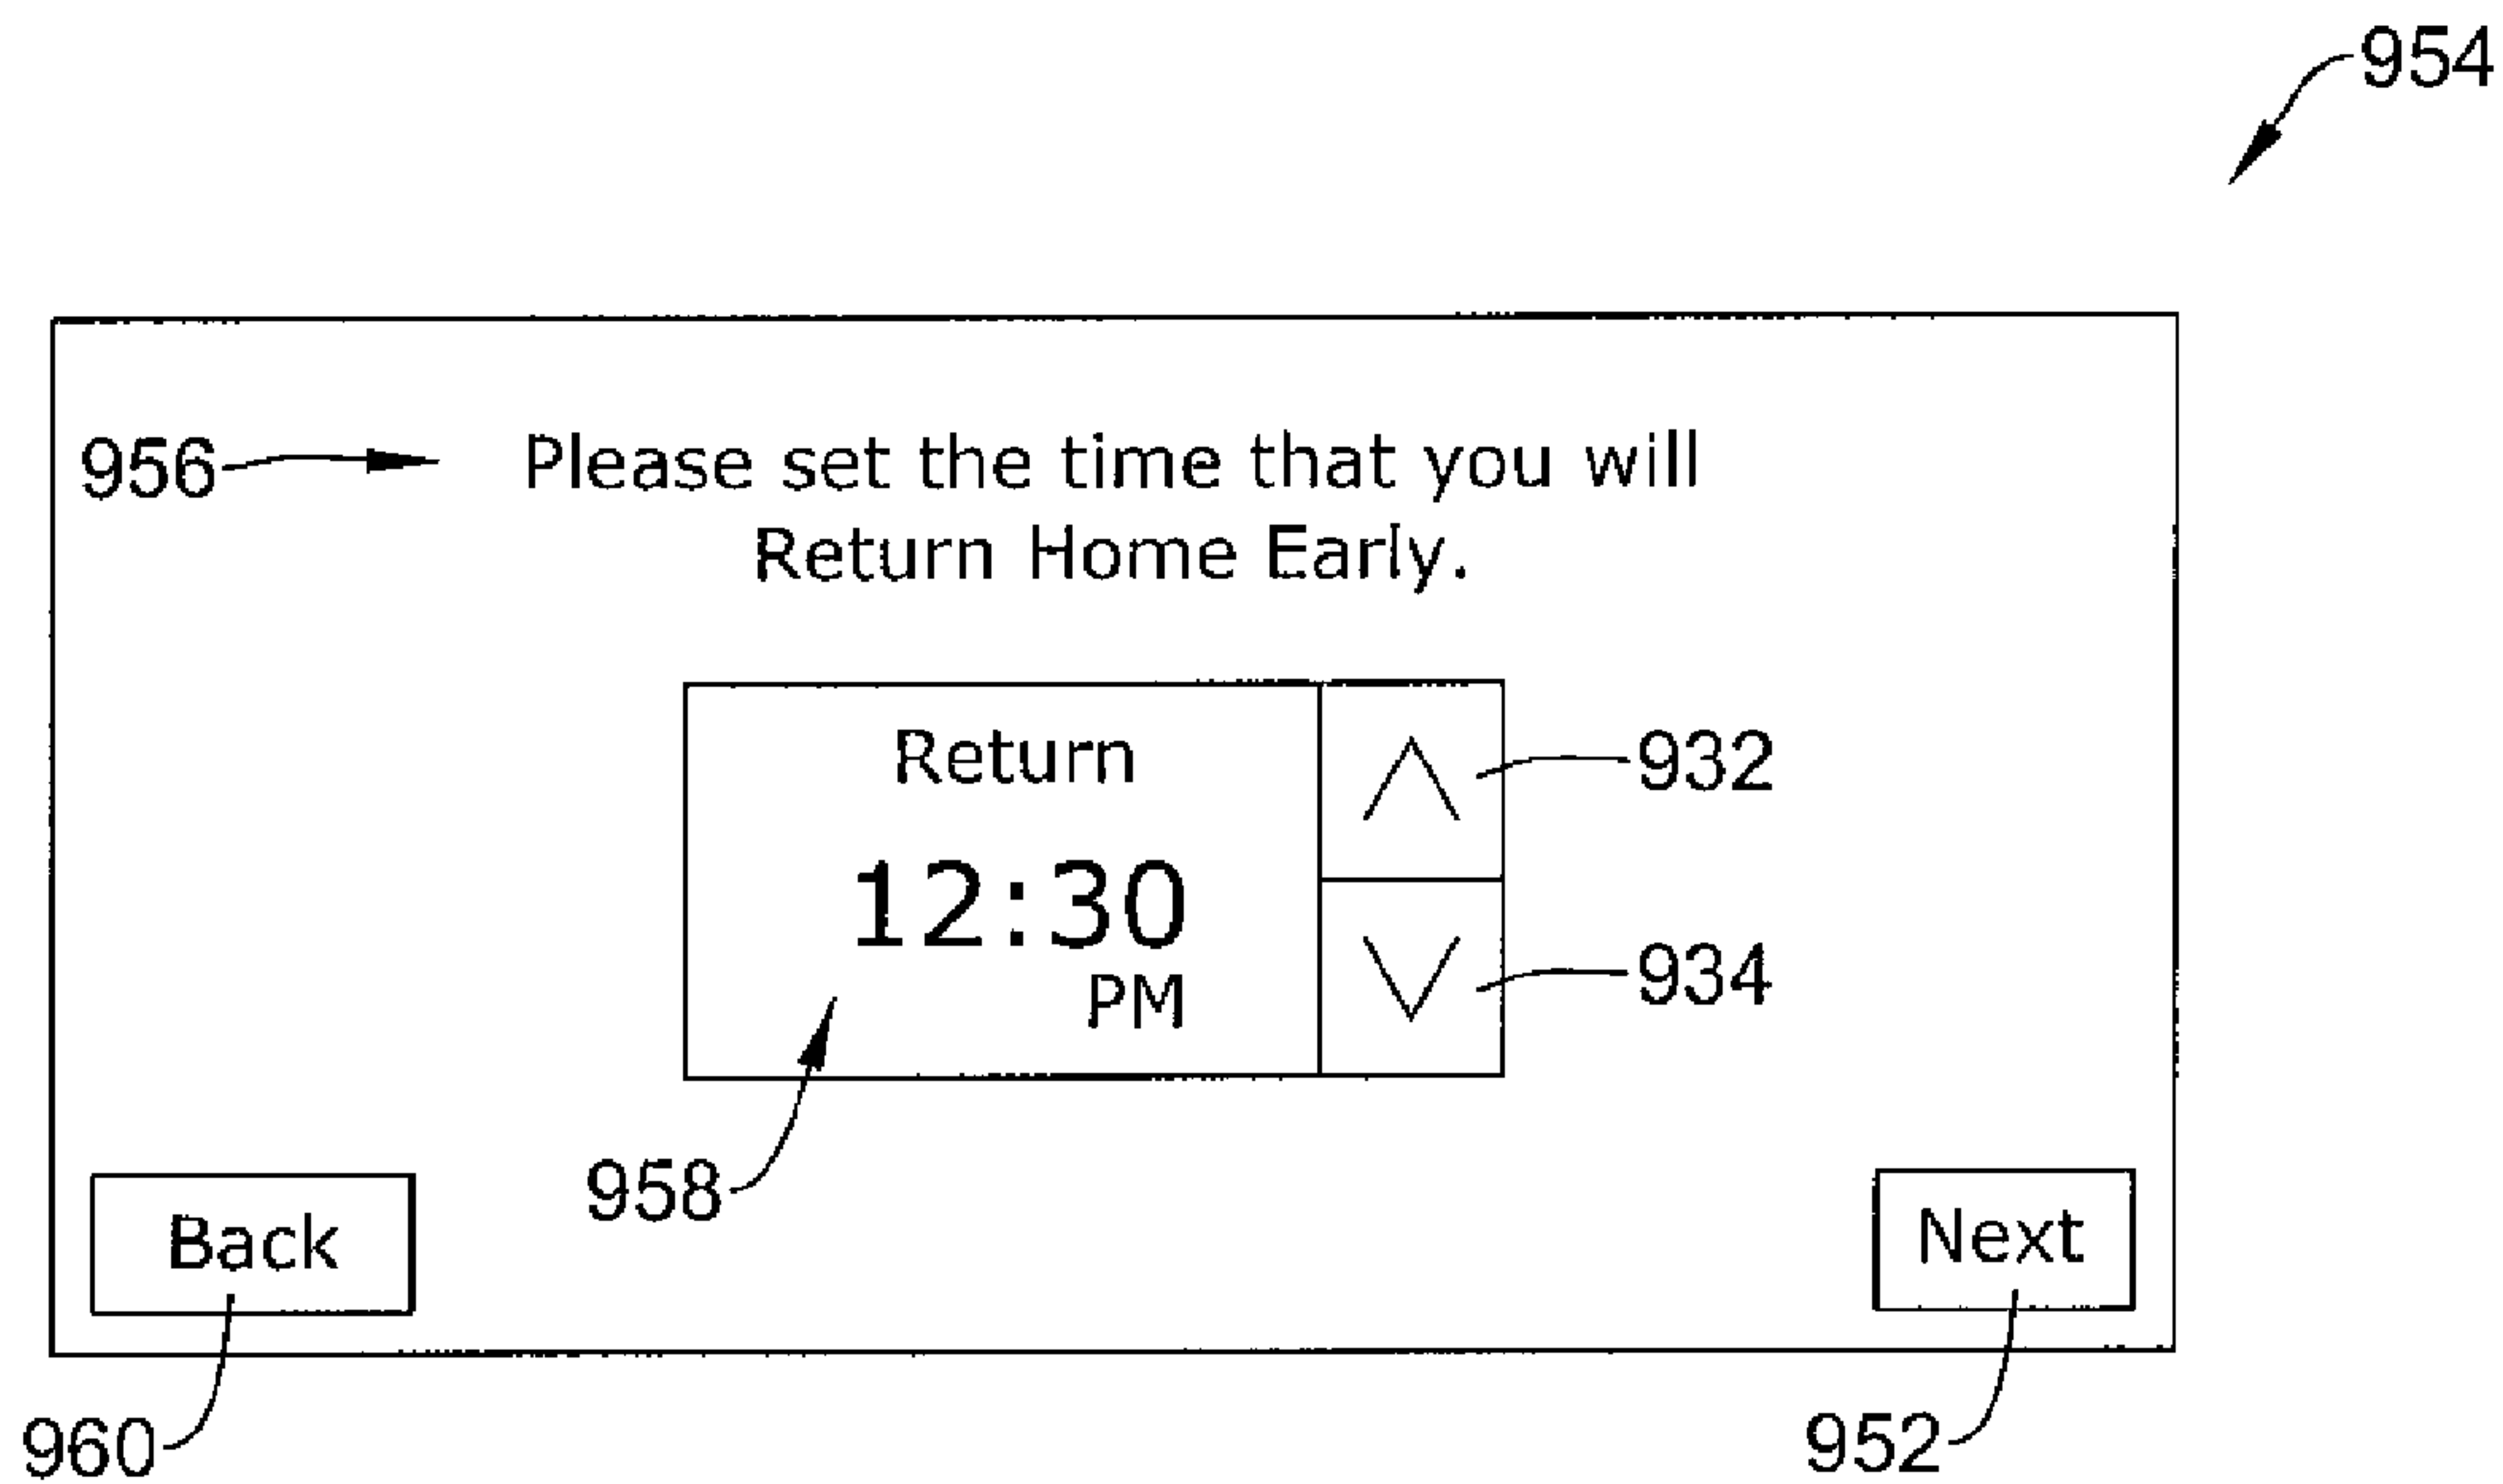 954
956
Please set the time that you will
Return Home Early.
Return
932
12:30
PM
934
958
Back
Next
960
952